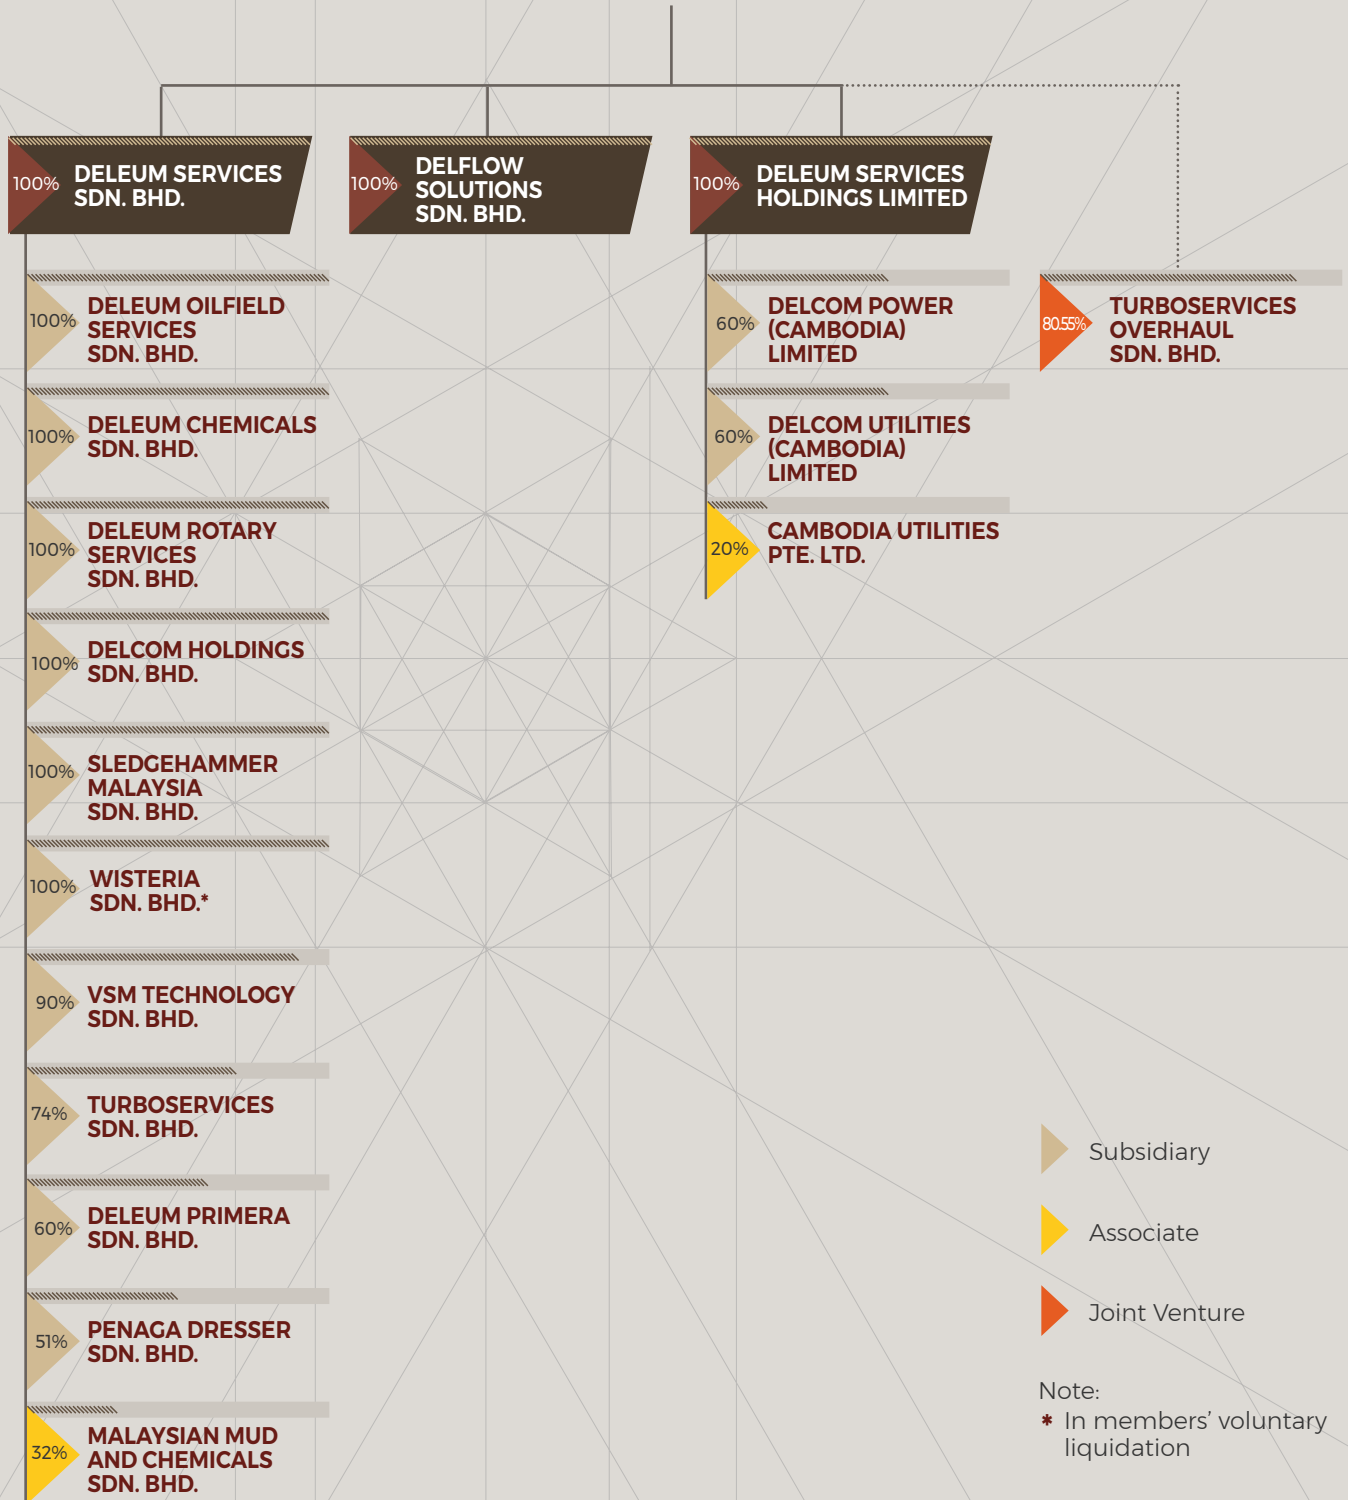 100%
DELEUM SERVICES
SDN. BHD.
100%
DELFLOW
SOLUTIONS
SDN. BHD.
100%
DELEUM SERVICES
HOLDINGS LIMITED
100%
DELEUM OILFIELD
SERVICES
SDN. BHD.
100%
DELEUM CHEMICALS
SDN. BHD.
100%
DELEUM ROTARY
SERVICES
SDN. BHD.
100%
DELCOM HOLDINGS
SDN. BHD.
100%
SLEDGEHAMMER
MALAYSIA
SDN. BHD.
100%
WISTERIA
SDN. BHD.*
90%
VSM TECHNOLOGY
SDN. BHD.
74%
TURBOSERVICES
SDN. BHD.
60%
DELEUM PRIMERA
SDN. BHD.
51%
PENAGA DRESSER
SDN. BHD.
32%
MALAYSIAN MUD
AND CHEMICALS
SDN. BHD.
60%
DELCOM POWER
(CAMBODIA)
LIMITED
60%
DELCOM UTILITIES
(CAMBODIA)
LIMITED
20%
CAMBODIA UTILITIES
PTE. LTD.
80.55%
TURBOSERVICES
OVERHAUL
SDN. BHD.
Subsidiary
Associate
Joint Venture
Note:
* In members’ voluntary
liquidation